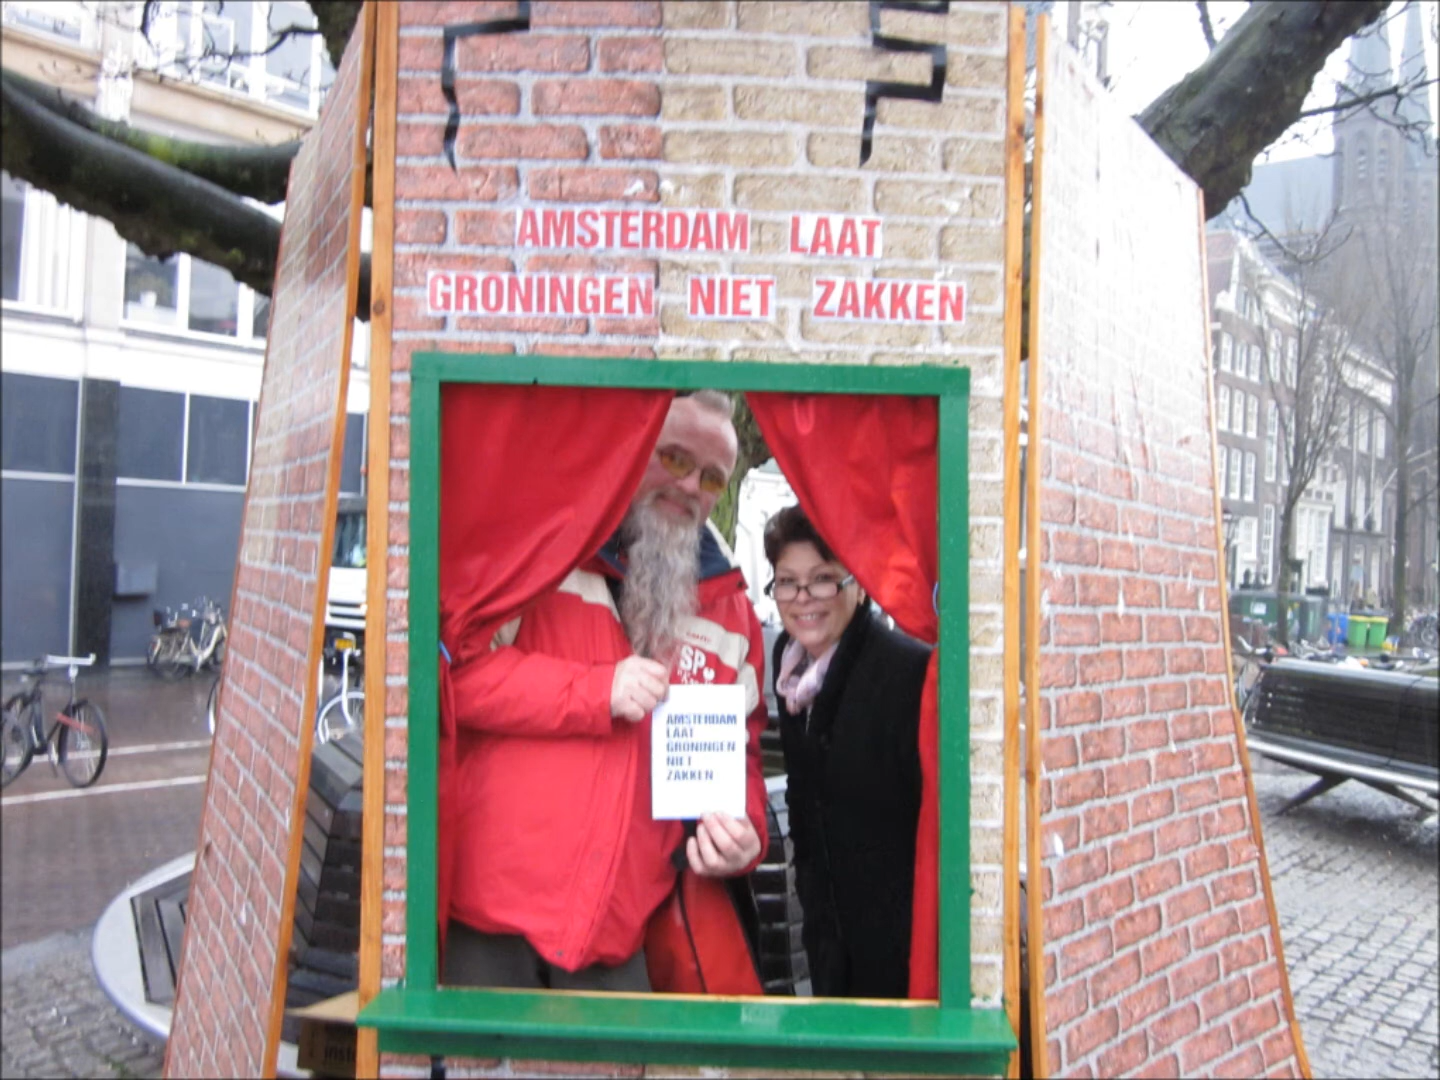 AMSTERDAM LAAT
GRONINGEN NIET ZAKKEN
SP
AMSTERDAM
LAAT
GRONINGEN
NIET
ZAKKEN